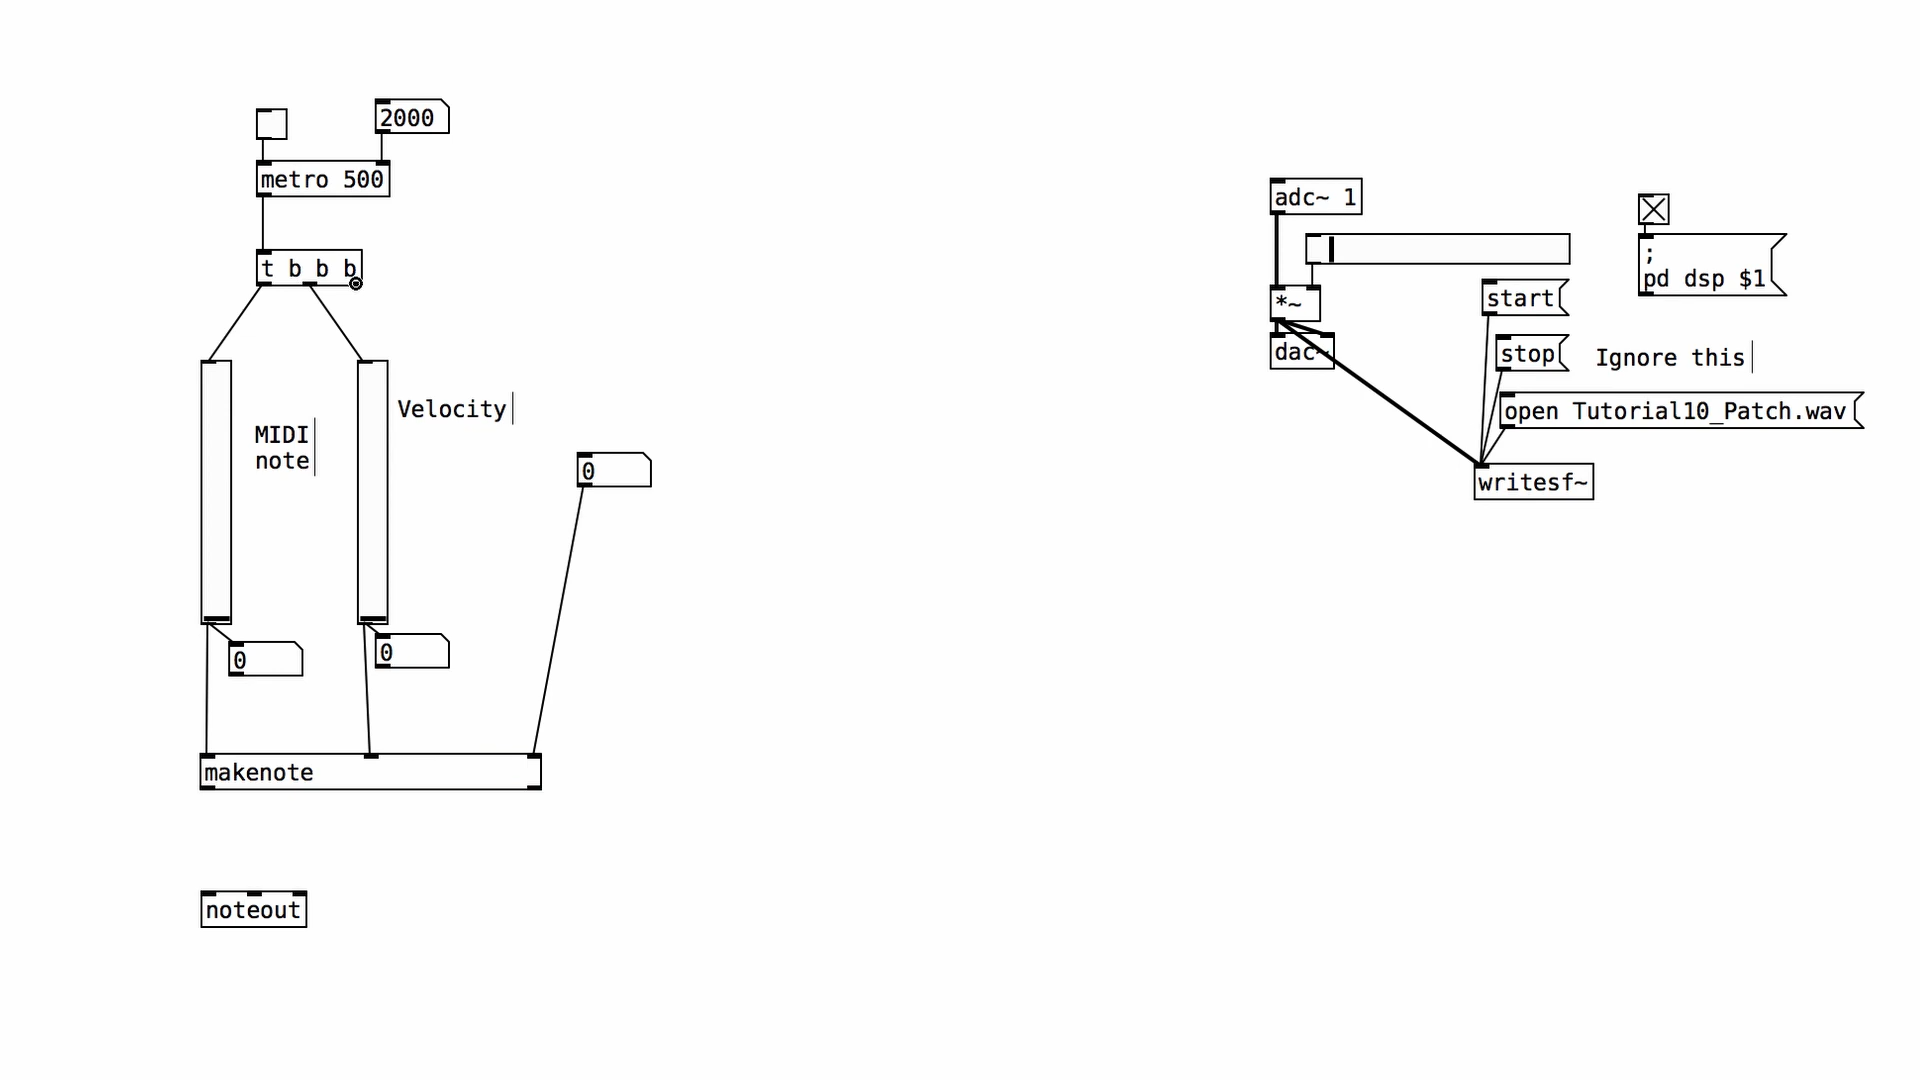 2000
metro 500
t b b b
MIDI
note
Velocity
0
0
0
makenote
noteout
adc~ 1
*~
dac~
;
pd dsp $1
start
stop
Ignore this
open Tutorial10_Patch.wav
writesf~